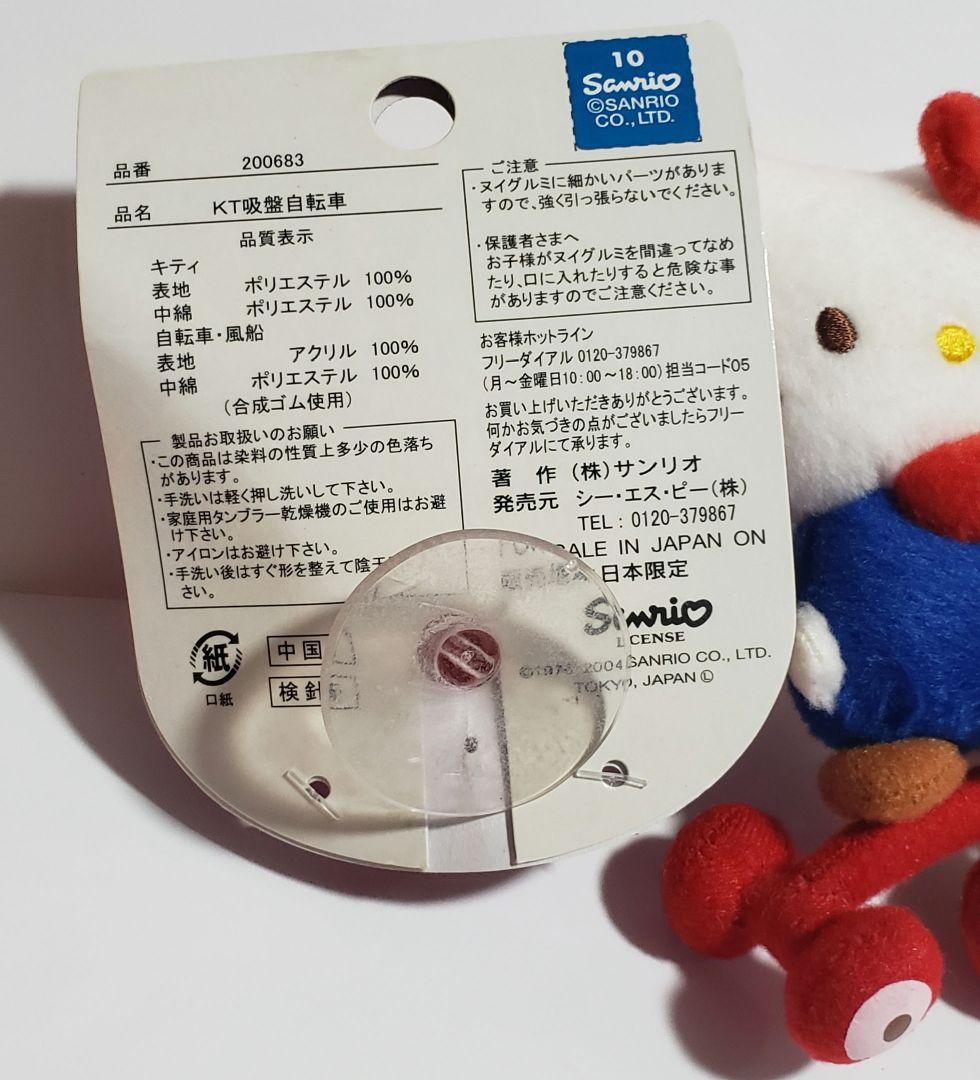 10
Sanrio
©SANRIO
CO.,LTD.
品番 200683
品名 KT吸盤自転車
品質表示
キティ
表地 ポリエステル 100%
中綿 ポリエステル 100%
自転車・風船
表地 アクリル 100%
中綿 ポリエステル 100%
(合成ゴム使用)
製品お取扱いのお願い
・この商品は染料の性質上多少の色落ち
があります。
・手洗いは軽く押し洗いして下さい。
・家庭用タンブラー乾燥機のご使用はお避
け下さい。
・アイロンはお避け下さい。
・手洗い後はすぐ形を整えて陰干
さい。
紙
口紙
中国
検針
ご注意
・ヌイグルミに細かいパーツがありま
すので、強く引っ張らないでください。
・保護者さまへ
お子様がヌイグルミを間違ってなめ
たり、口に入れたりすると危険な事
がありますのでご注意ください。
お客様ホットライン
フリーダイアル 0120-379867
(月〜金曜日10:00〜18:00)担当コード05
お買い上げいただきありがとうございます。
何かお気づきの点がございましたらフリー
ダイアルにて承ります。
著作 (株)サンリオ
発売元 シー・エス・ピー(株)
TEL:0120-379867
SALE IN JAPAN ON
日本限定
Sanrio
LICENSE
©1976, 2004 SANRIO CO., LTD.
TOKYO, JAPAN Ⓛ